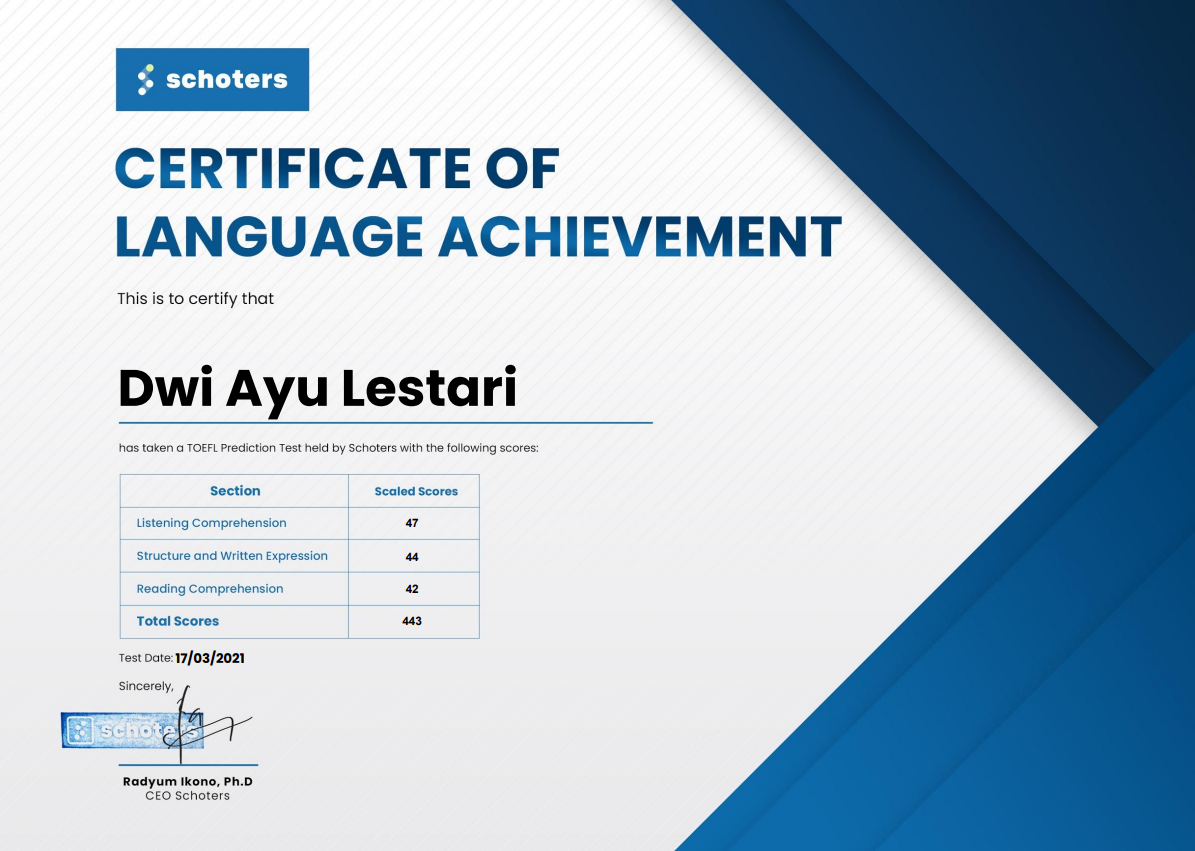 schoters
CERTIFICATE OF
LANGUAGE ACHIEVEMENT
This is to certify that
Dwi Ayu Lestari
has taken a TOEFL Prediction Test held by Schoters with the following scores:
Section Scaled Scores
Listening Comprehension 47
Structure and Written Expression 44
Reading Comprehension 42
Total Scores 443
Test Date: 17/03/2021
Sincerely,
schoters
Radyum Ikono, Ph.D
CEO Schoters